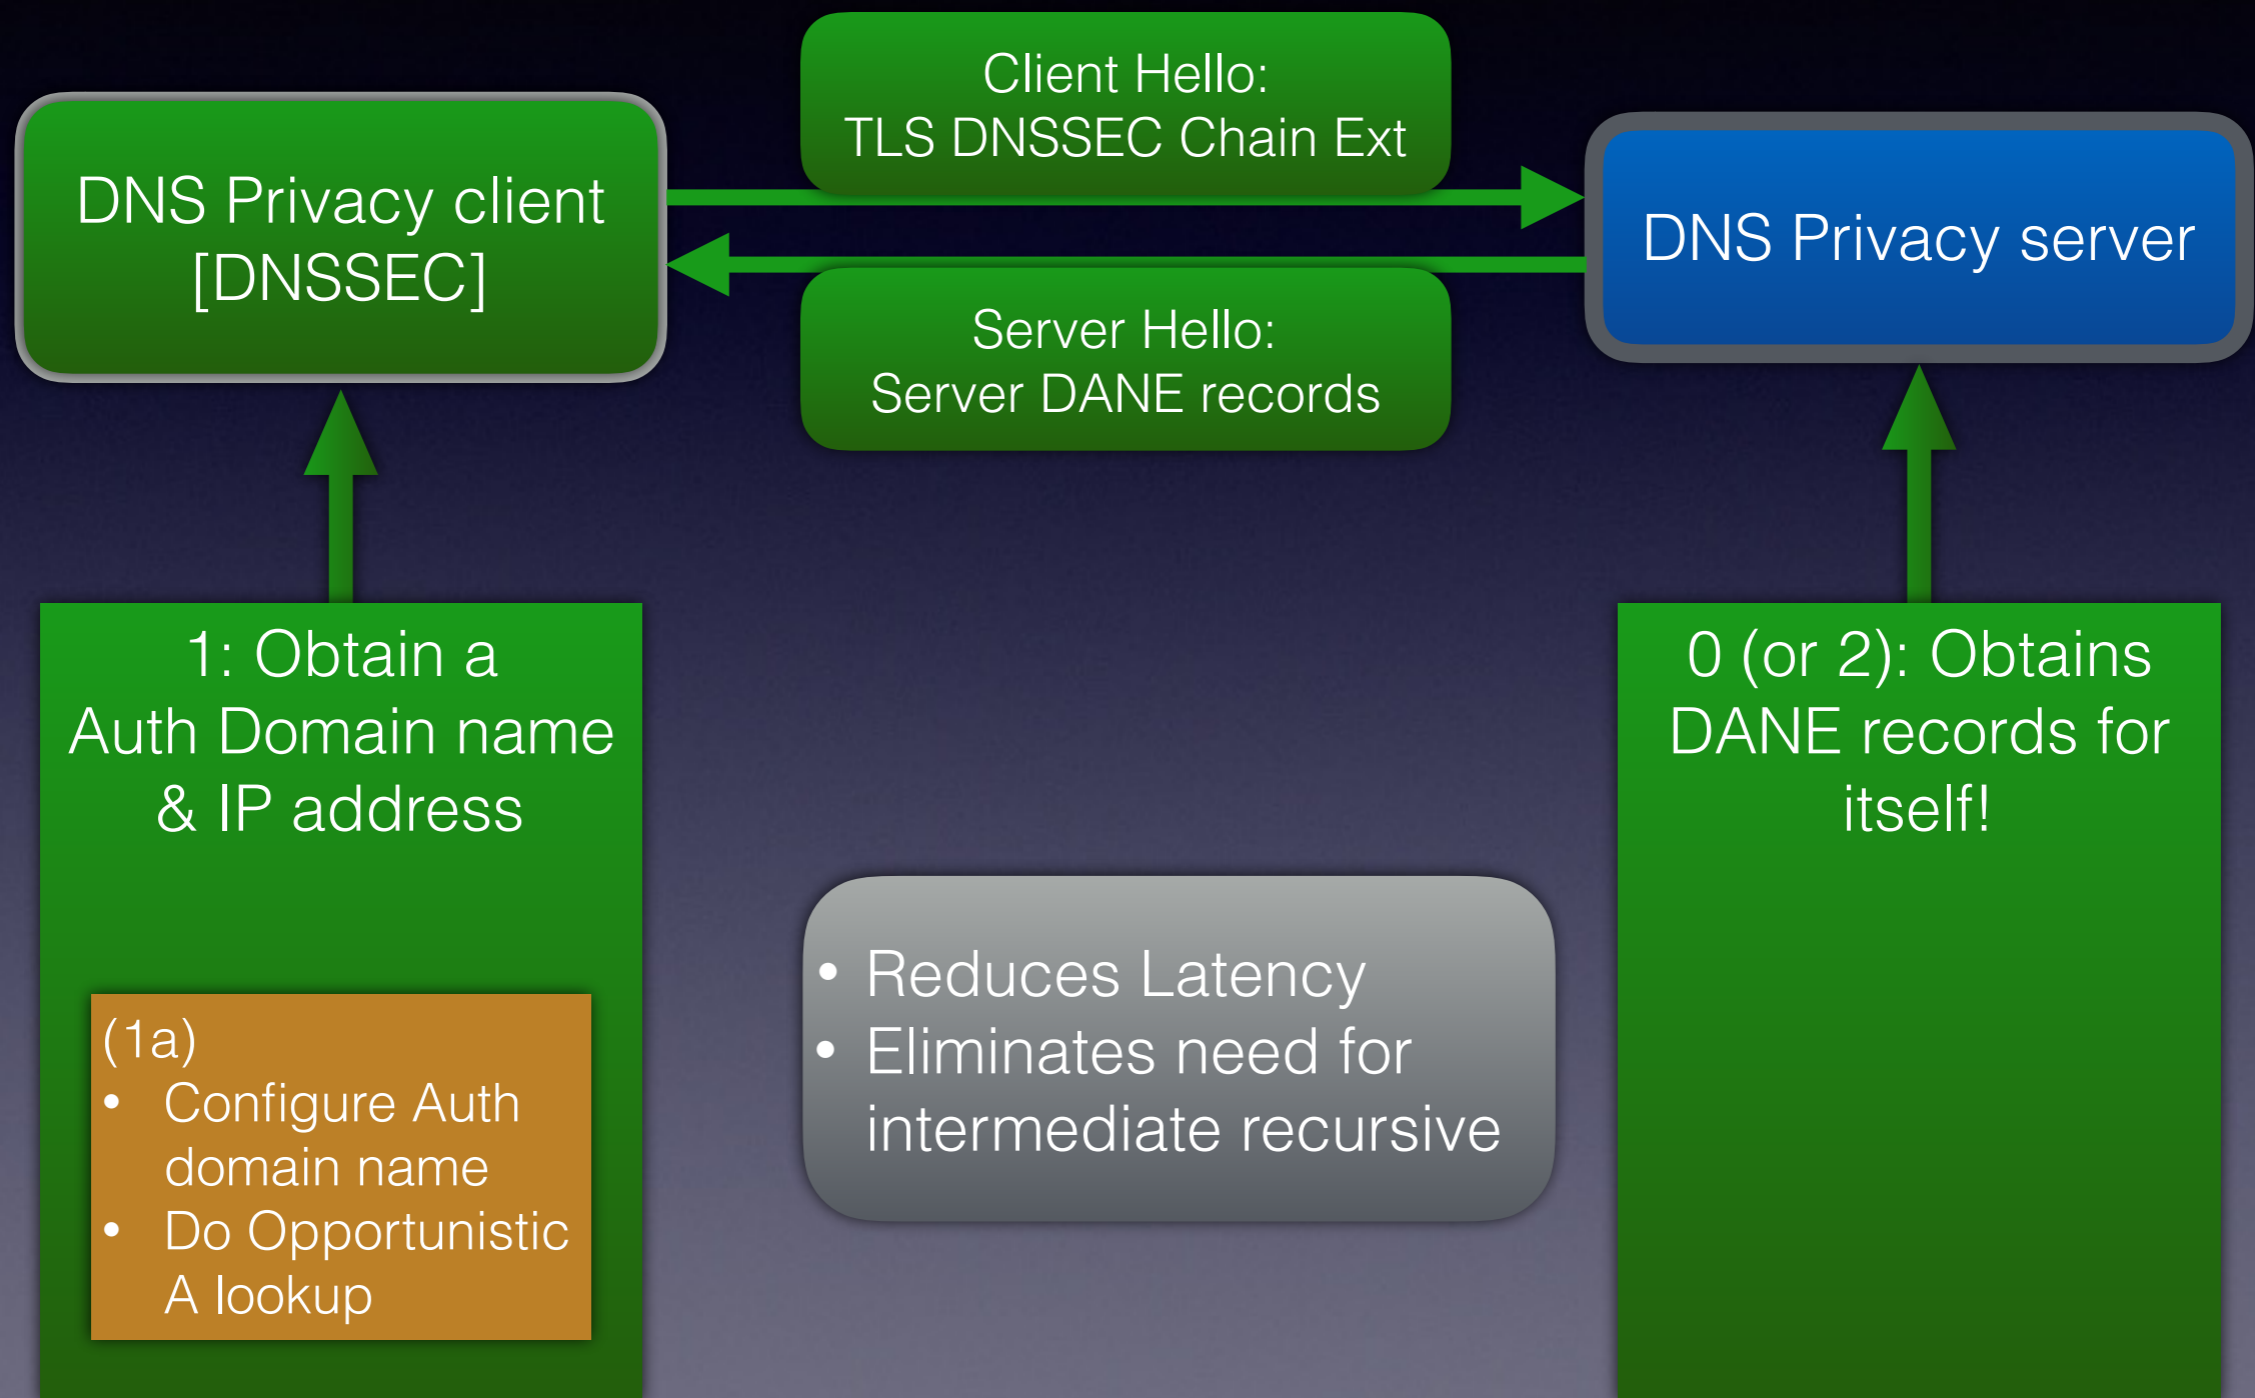 Client Hello:
TLS DNSSEC Chain Ext
DNS Privacy client
[DNSSEC]
DNS Privacy server
Server Hello:
Server DANE records
1: Obtain a
Auth Domain name
& IP address
0 (or 2): Obtains
DANE records for
itself!
• Reduces Latency
• Eliminates need for
intermediate recursive
(1a)
• Configure Auth
domain name
• Do Opportunistic
A lookup